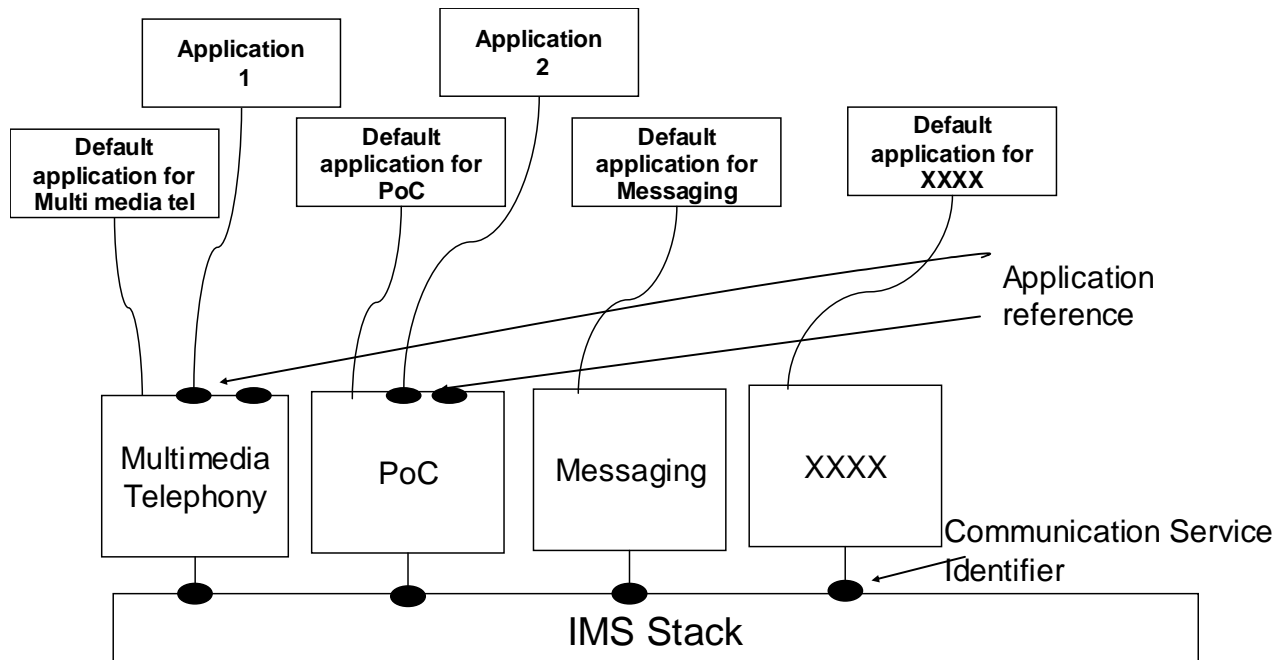 Application
1
Application
2
Default
application for
Multi media tel
Default
application for
PoC
Default
application for
Messaging
Default
application for
XXXX
Application
reference
Multimedia
Telephony
PoC
Messaging
XXXX
Communication Service
Identifier
IMS Stack